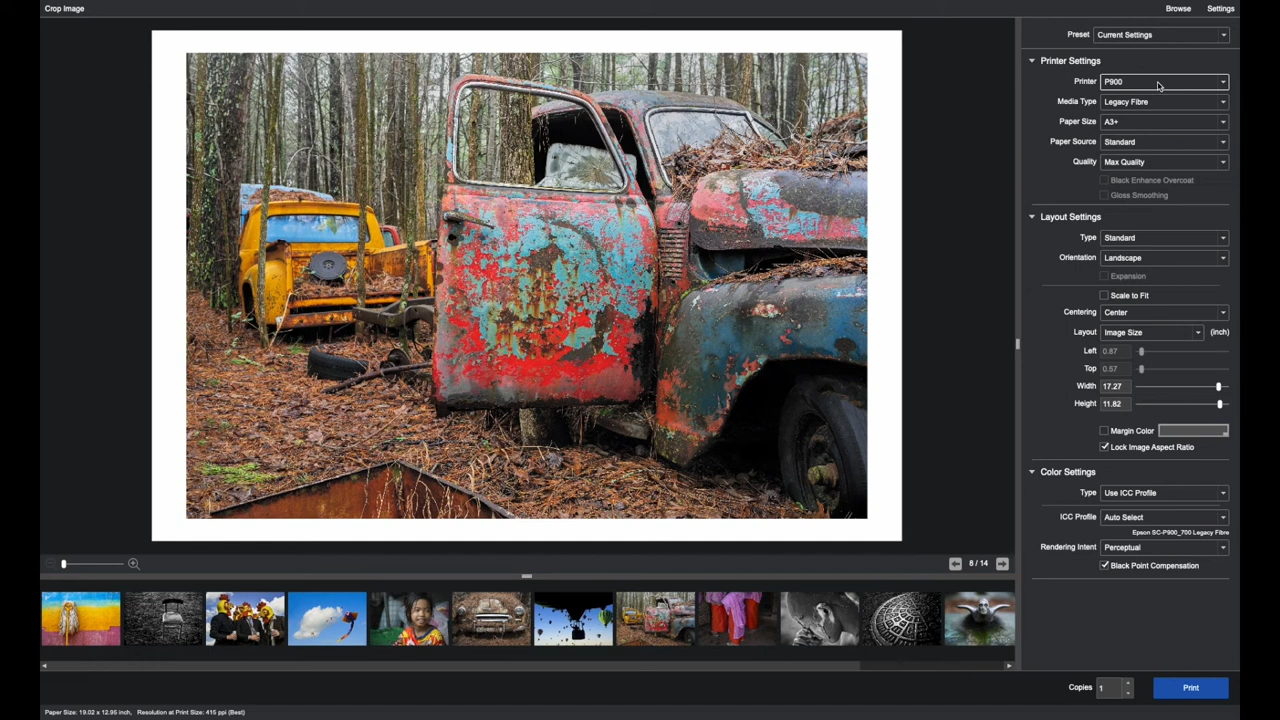 Crop Image
Browse Settings
Preset Current Settings
Printer Settings
Printer P900
Media Type Legacy Fibre
Paper Size A3+
Paper Source Standard
Quality Max Quality
Black Enhance Overcoat
Gloss Smoothing
Layout Settings
Type Standard
Orientation Landscape
Expansion
Scale to Fit
Centering Center
Layout Image Size (inch)
Left 0.87
Top 0.57
Width 17.27
Height 11.82
Margin Color
Lock Image Aspect Ratio
Color Settings
Type Use ICC Profile
ICC Profile Auto Select
Epson SC-P900_700 Legacy Fibre
Rendering Intent Perceptual
Black Point Compensation
8 / 14
Copies 1 Print
Paper Size: 19.02 x 12.95 inch, Resolution at Print Size: 415 ppi (Best)